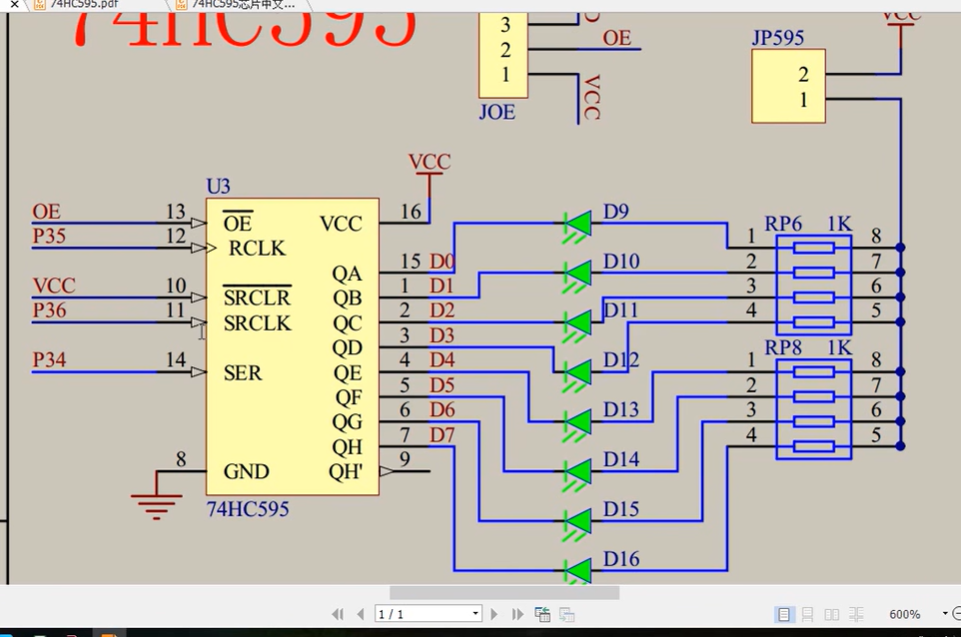 74HC595.pdf
74HC595芯片中文...
74HC595
3
2 OE
1
JOE
VCC
VCC
JP595
2
1
U3
VCC
OE 13 OE VCC 16
P35 12 RCLK
VCC 10 SRCLR
P36 11 SRCLK
P34 14 SER
8 GND
QA 15 D0
QB 1 D1
QC 2 D2
QD 3 D3
QE 4 D4
QF 5 D5
QG 6 D6
QH 7 D7
QH' 9
74HC595
D9
D10
D11
D12
D13
D14
D15
D16
RP6 1K
1 8
2 7
3 6
4 5
RP8 1K
1 8
2 7
3 6
4 5
1 / 1
600%